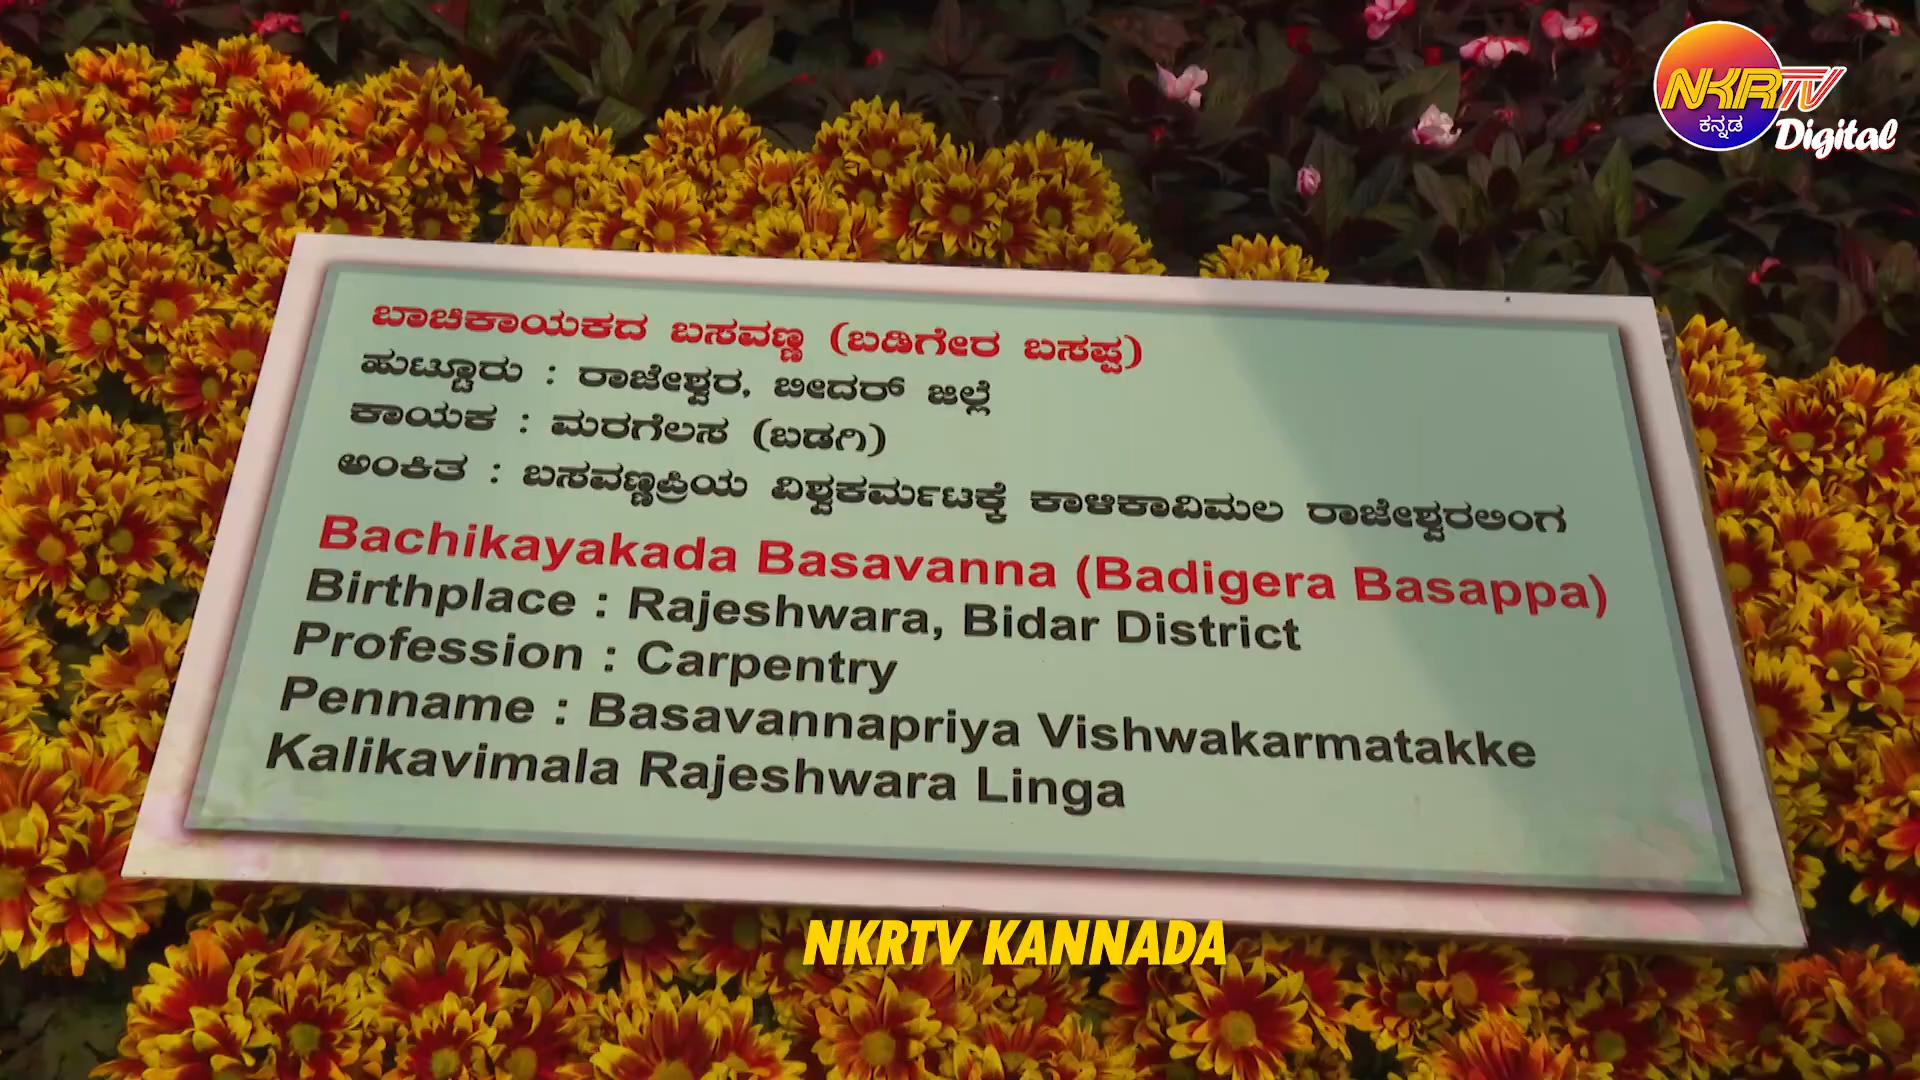 NKRTV
ಕನ್ನಡ
Digital
ಬಾಚಿಕಾಯಕದ ಬಸವಣ್ಣ (ಬಡಿಗೇರ ಬಸಪ್ಪ)
ಹುಟ್ಟೂರು : ರಾಜೇಶ್ವರ, ಬೀದರ್ ಜಿಲ್ಲೆ
ಕಾಯಕ : ಮರಗೆಲಸ (ಬಡಗಿ)
ಅಂಕಿತ : ಬಸವಣ್ಣಪ್ರಿಯ ವಿಶ್ವಕರ್ಮಟಕ್ಕೆ ಕಾಳಿಕಾವಿಮಲ ರಾಜೇಶ್ವರಲಿಂಗ
Bachikayakada Basavanna (Badigera Basappa)
Birthplace : Rajeshwara, Bidar District
Profession : Carpentry
Penname : Basavannapriya Vishwakarmatakke
Kalikavimala Rajeshwara Linga
NKRTV KANNADA